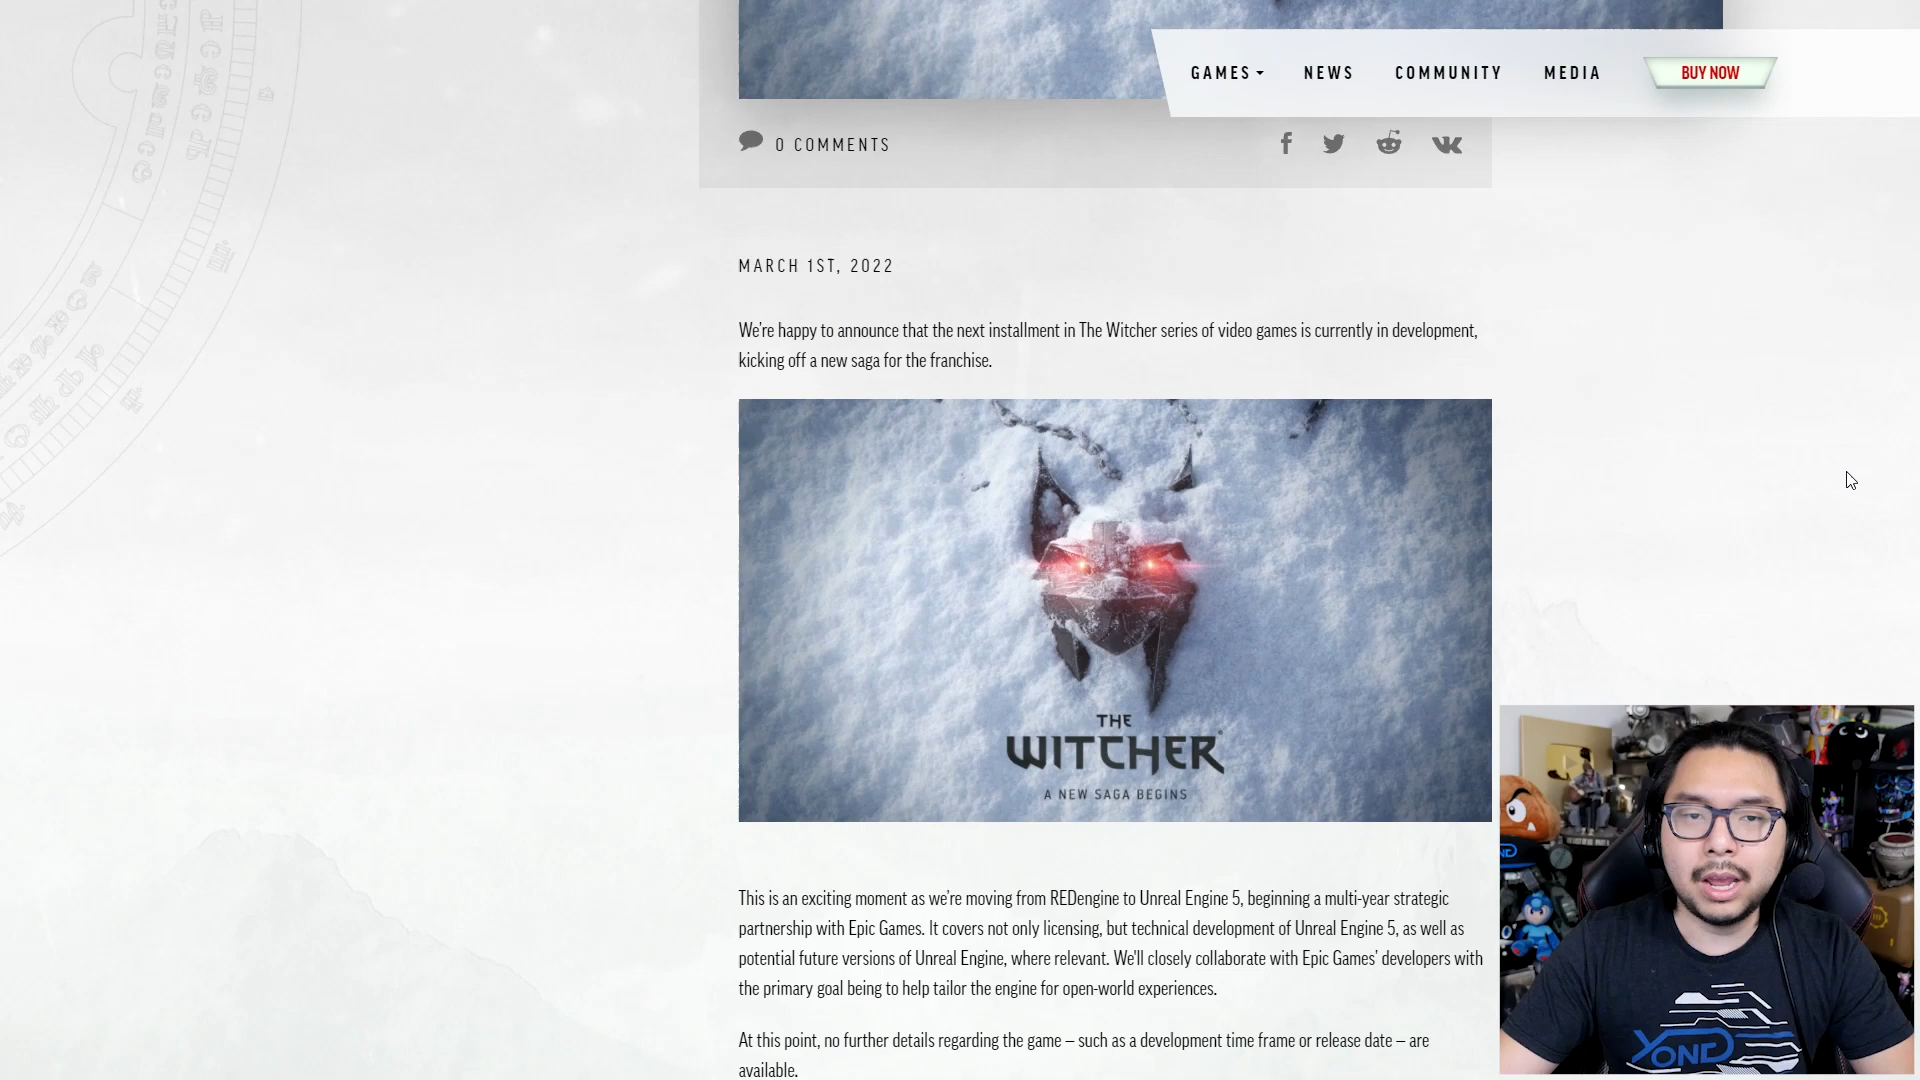 GAMES NEWS COMMUNITY MEDIA BUY NOW
0 COMMENTS
MARCH 1ST, 2022
We're happy to announce that the next installment in The Witcher series of video games is currently in development,
kicking off a new saga for the franchise.
THE
WITCHER
A NEW SAGA BEGINS
This is an exciting moment as we're moving from REDengine to Unreal Engine 5, beginning a multi-year strategic
partnership with Epic Games. It covers not only licensing, but technical development of Unreal Engine 5, as well as
potential future versions of Unreal Engine, where relevant. We'll closely collaborate with Epic Games' developers with
the primary goal being to help tailor the engine for open-world experiences.
At this point, no further details regarding the game – such as a development time frame or release date – are
available.
YOND